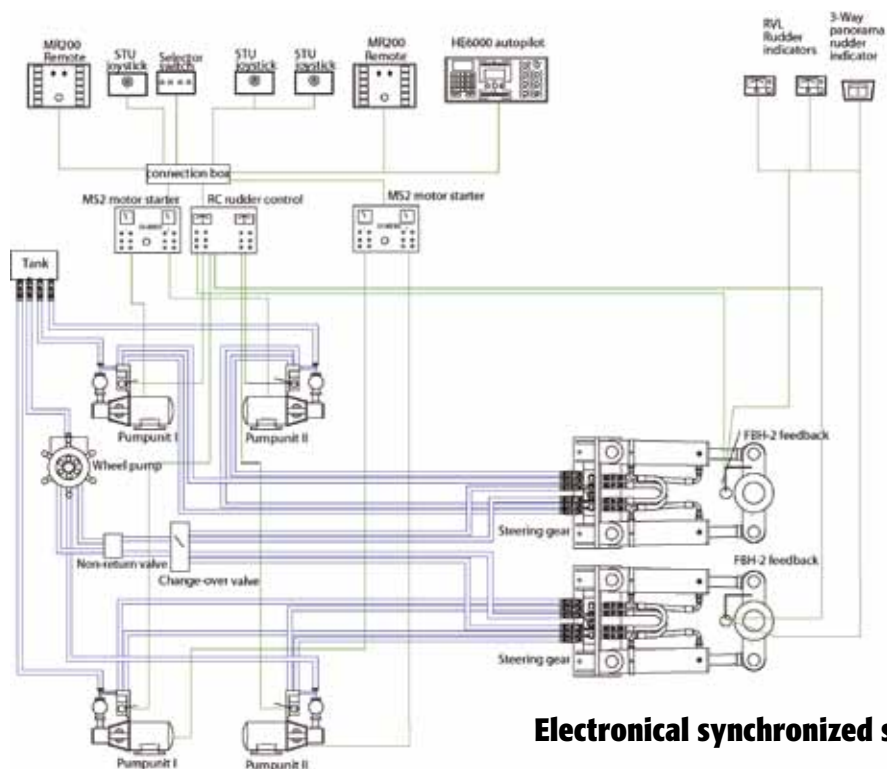 MR200
Remote
STU
joystick
Selector
switch
STU
joystick
STU
joystick
MR200
Remote
HE6000 autopilot
RVL
Rudder
indicators
3-Way
panorama
rudder
indicator
connection box
MS2 motor starter
RC rudder control
MS2 motor starter
Tank
Pumpunit I
Pumpunit II
Wheel pump
FBH-2 feedback
Steering gear
Non-return valve
Change-over valve
FBH-2 feedback
Steering gear
Electronical synchronized s
Pumpunit I
Pumpunit II